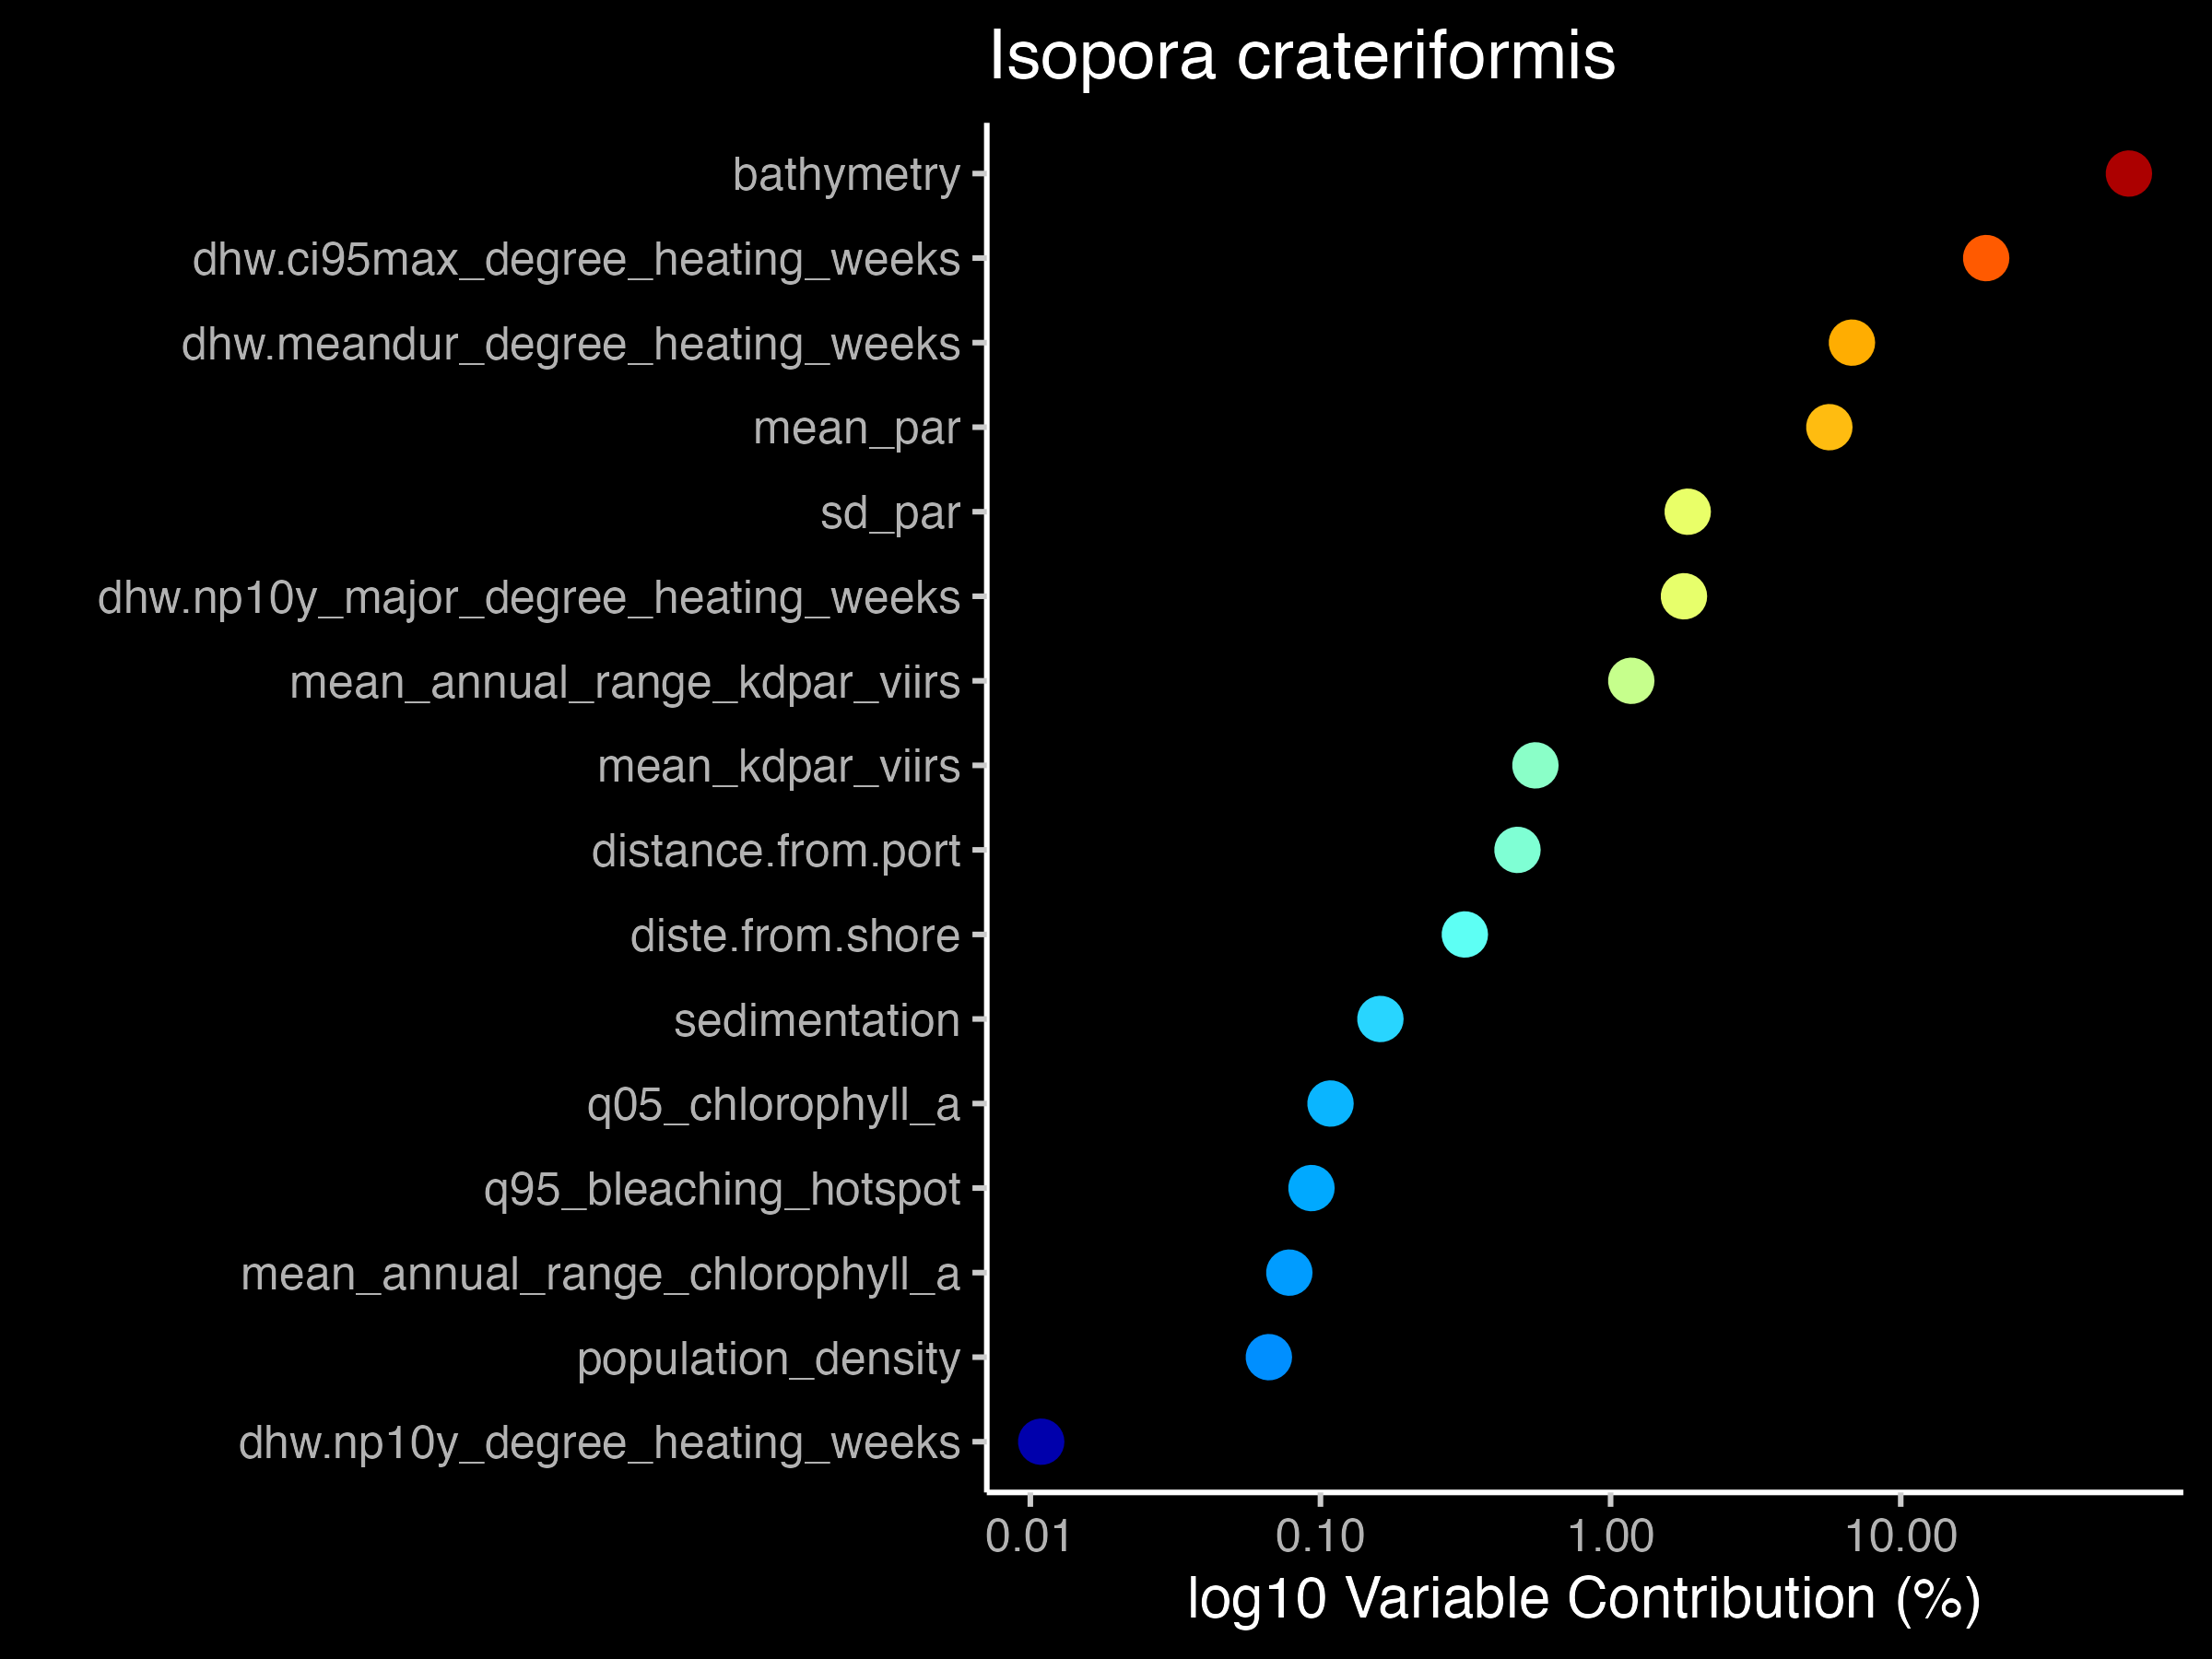 Isopora crateriformis
bathymetry
dhw.ci95max_degree_heating_weeks
dhw.meandur_degree_heating_weeks
mean_par
sd_par
dhw.np10y_major_degree_heating_weeks
mean_annual_range_kdpar_viirs
mean_kdpar_viirs
distance.from.port
diste.from.shore
sedimentation
q05_chlorophyll_a
q95_bleaching_hotspot
mean_annual_range_chlorophyll_a
population_density
dhw.np10y_degree_heating_weeks
0.01 0.10 1.00 10.00
log10 Variable Contribution (%)